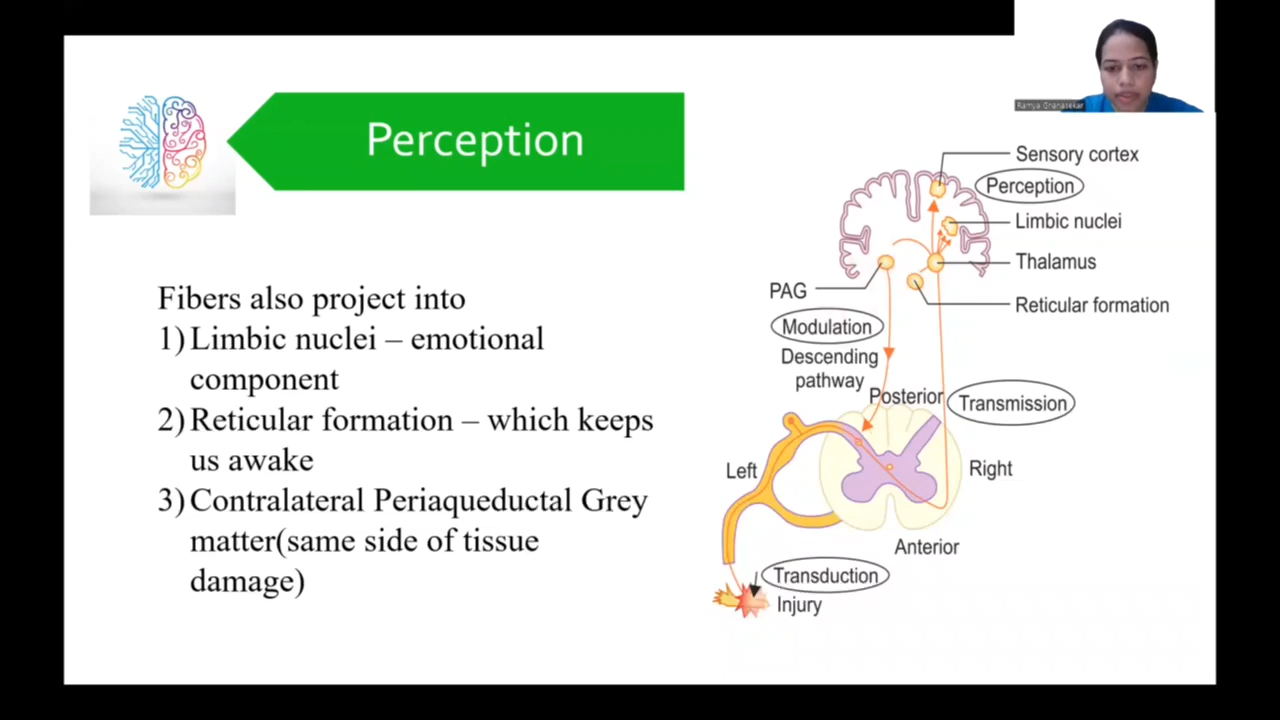 Ramya Gnanasekar
Perception
Fibers also project into
1) Limbic nuclei – emotional
component
2) Reticular formation – which keeps
us awake
3) Contralateral Periaqueductal Grey
matter(same side of tissue
damage)
Sensory cortex
Perception
Limbic nuclei
Thalamus
Reticular formation
PAG
Modulation
Descending
pathway
Posterior
Transmission
Left
Right
Anterior
Transduction
Injury